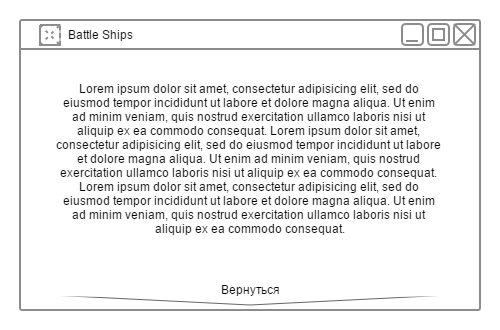 Battle Ships
Lorem ipsum dolor sit amet, consectetur adipisicing elit, sed do
eiusmod tempor incididunt ut labore et dolore magna aliqua. Ut enim
ad minim veniam, quis nostrud exercitation ullamco laboris nisi ut
aliquip ex ea commodo consequat. Lorem ipsum dolor sit amet,
consectetur adipisicing elit, sed do eiusmod tempor incididunt ut labore
et dolore magna aliqua. Ut enim ad minim veniam, quis nostrud
exercitation ullamco laboris nisi ut aliquip ex ea commodo consequat.
Lorem ipsum dolor sit amet, consectetur adipisicing elit, sed do
eiusmod tempor incididunt ut labore et dolore magna aliqua. Ut enim
ad minim veniam, quis nostrud exercitation ullamco laboris nisi ut
aliquip ex ea commodo consequat.
Вернуться